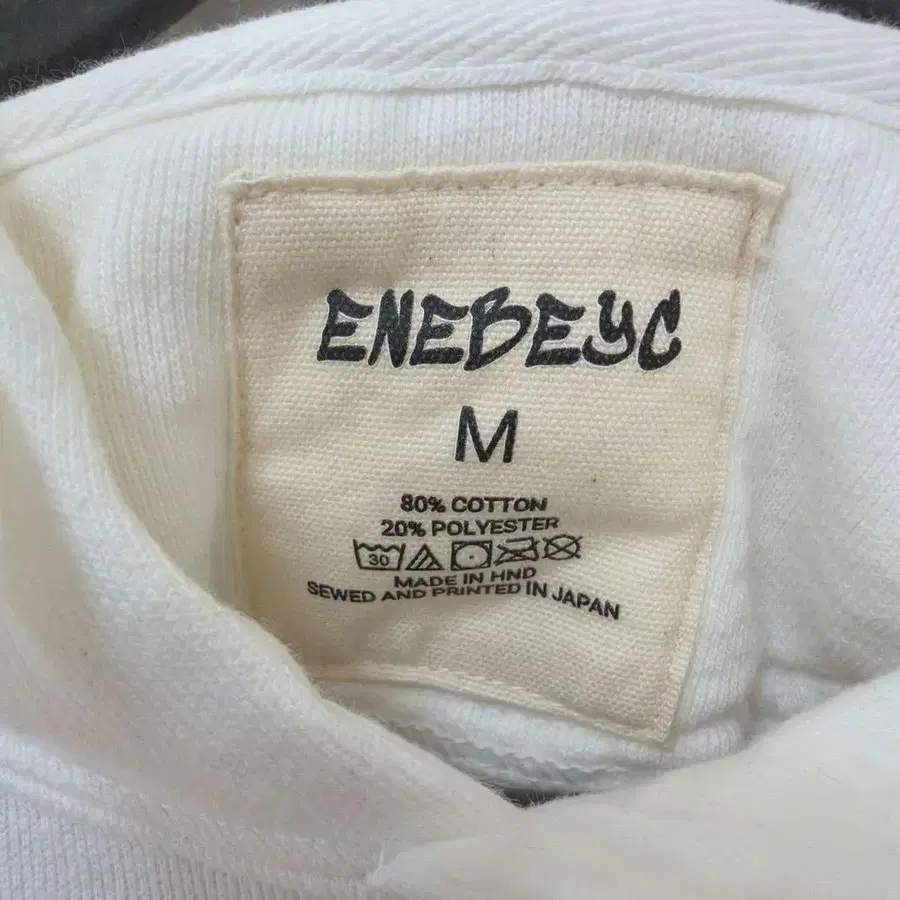 ENEBEYC
M
80% COTTON
20% POLYESTER
30
MADE IN HND
SEWED AND PRINTED IN JAPAN